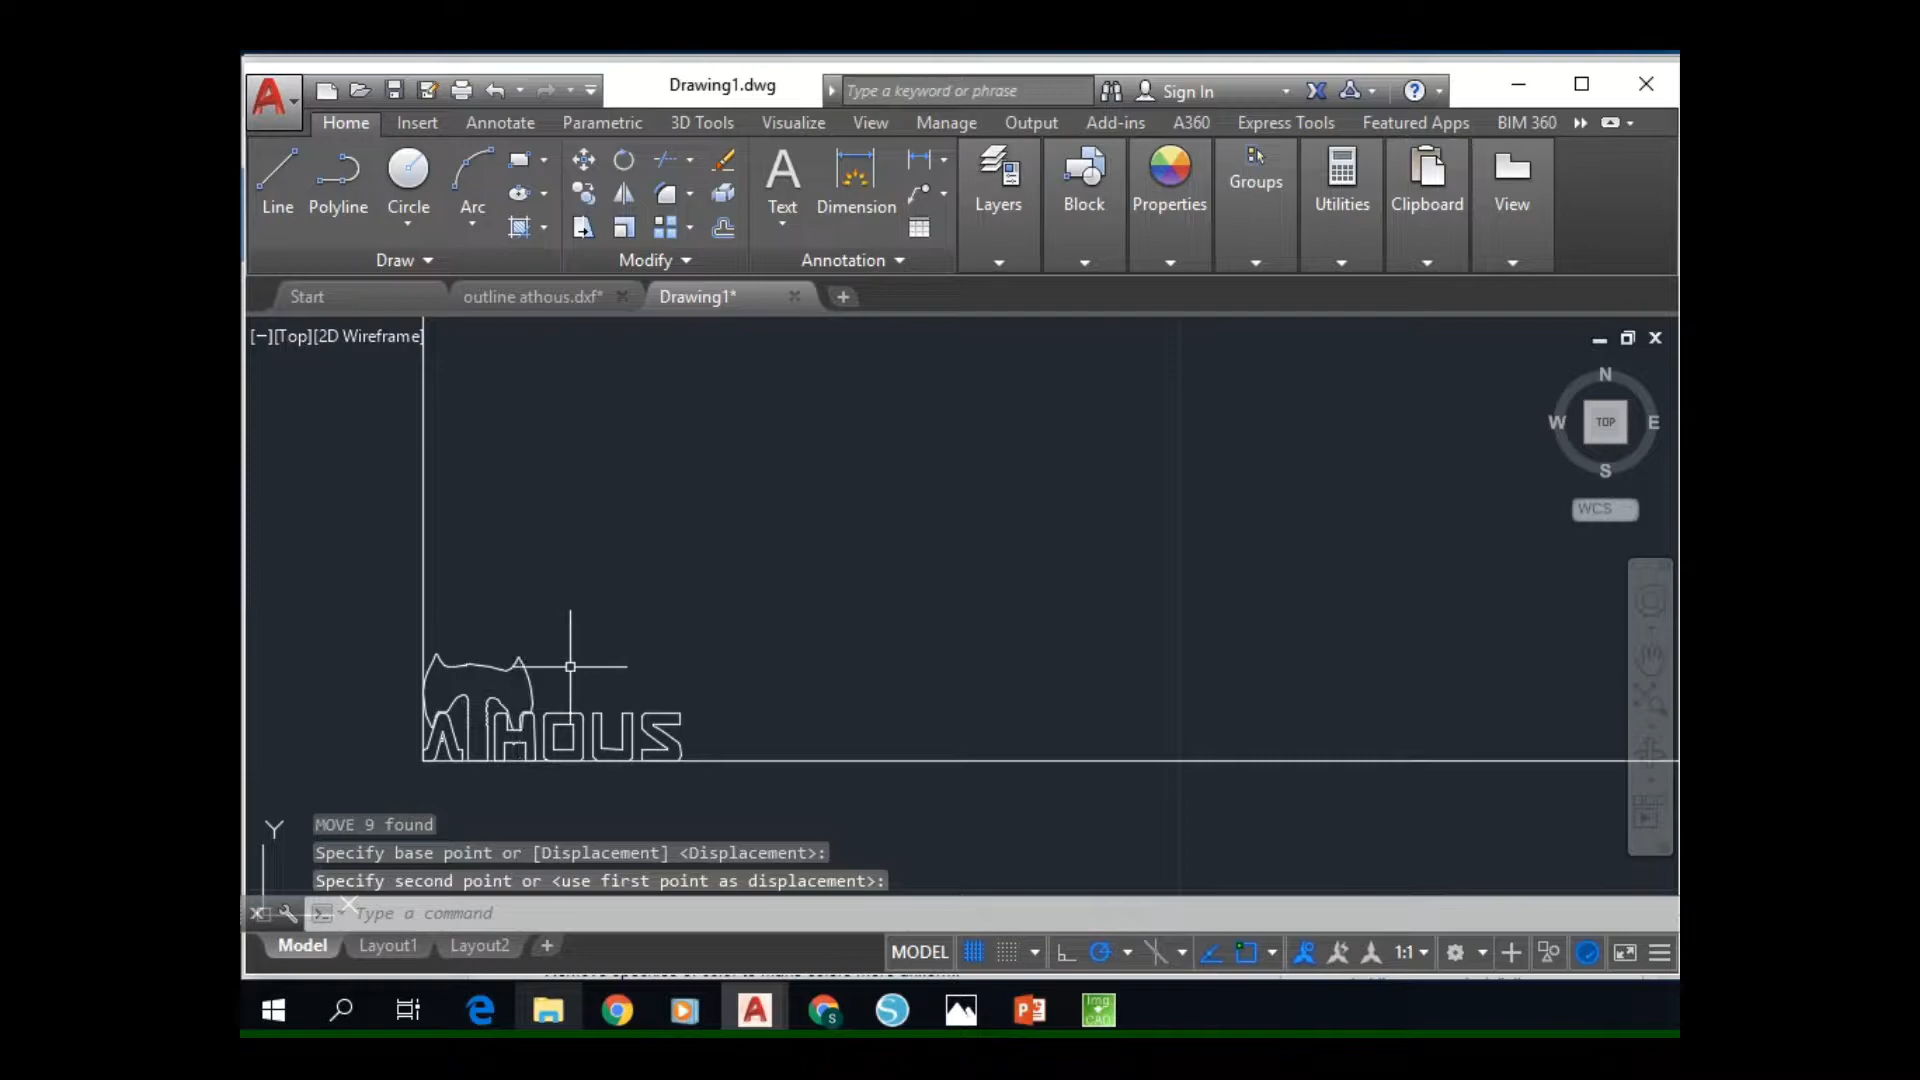 Drawing1.dwg
Type a keyword or phrase
Sign In
Home Insert Annotate Parametric 3D Tools Visualize View Manage Output Add-ins A360 Express Tools Featured Apps BIM 360
Line Polyline Circle Arc
Text Dimension
Layers Block Properties Groups Utilities Clipboard View
Draw Modify Annotation
Start outline athous.dxf* Drawing1*
[−][Top][2D Wireframe]
N
W TOP E
S
WCS
ATHOUS
MOVE 9 found
Specify base point or [Displacement] <Displacement>:
Specify second point or <use first point as displacement>:
Type a command
Y
X
Model Layout1 Layout2
MODEL 1:1
S
Img
CAD